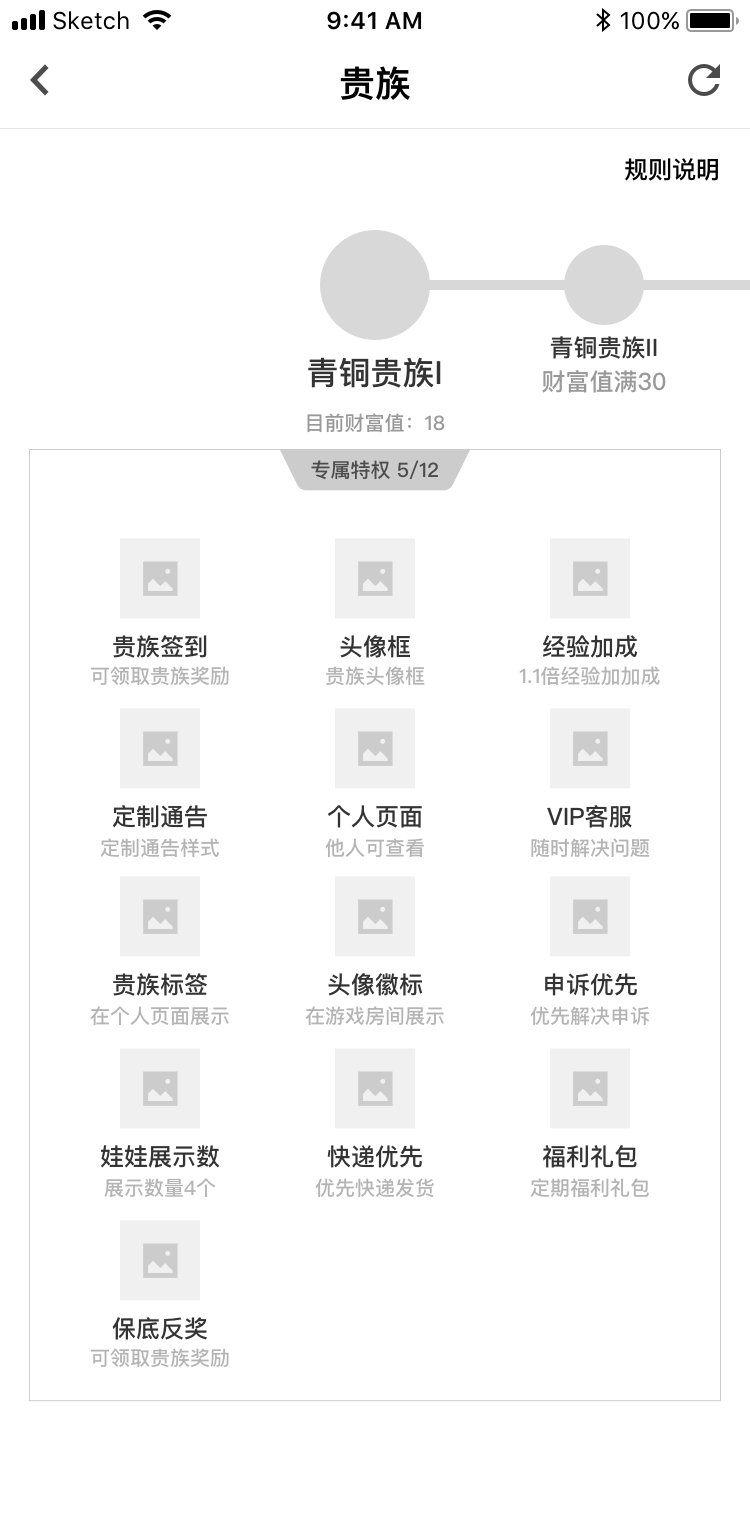 Sketch 9:41 AM 100%
贵族
规则说明
青铜贵族I
青铜贵族II
财富值满30
目前财富值：18
专属特权 5/12
贵族签到 头像框 经验加成
可领取贵族奖励 贵族头像框 1.1倍经验加加成
定制通告 个人页面 VIP客服
定制通告样式 他人可查看 随时解决问题
贵族标签 头像徽标 申诉优先
在个人页面展示 在游戏房间展示 优先解决申诉
娃娃展示数 快递优先 福利礼包
展示数量4个 优先快递发货 定期福利礼包
保底反奖
可领取贵族奖励